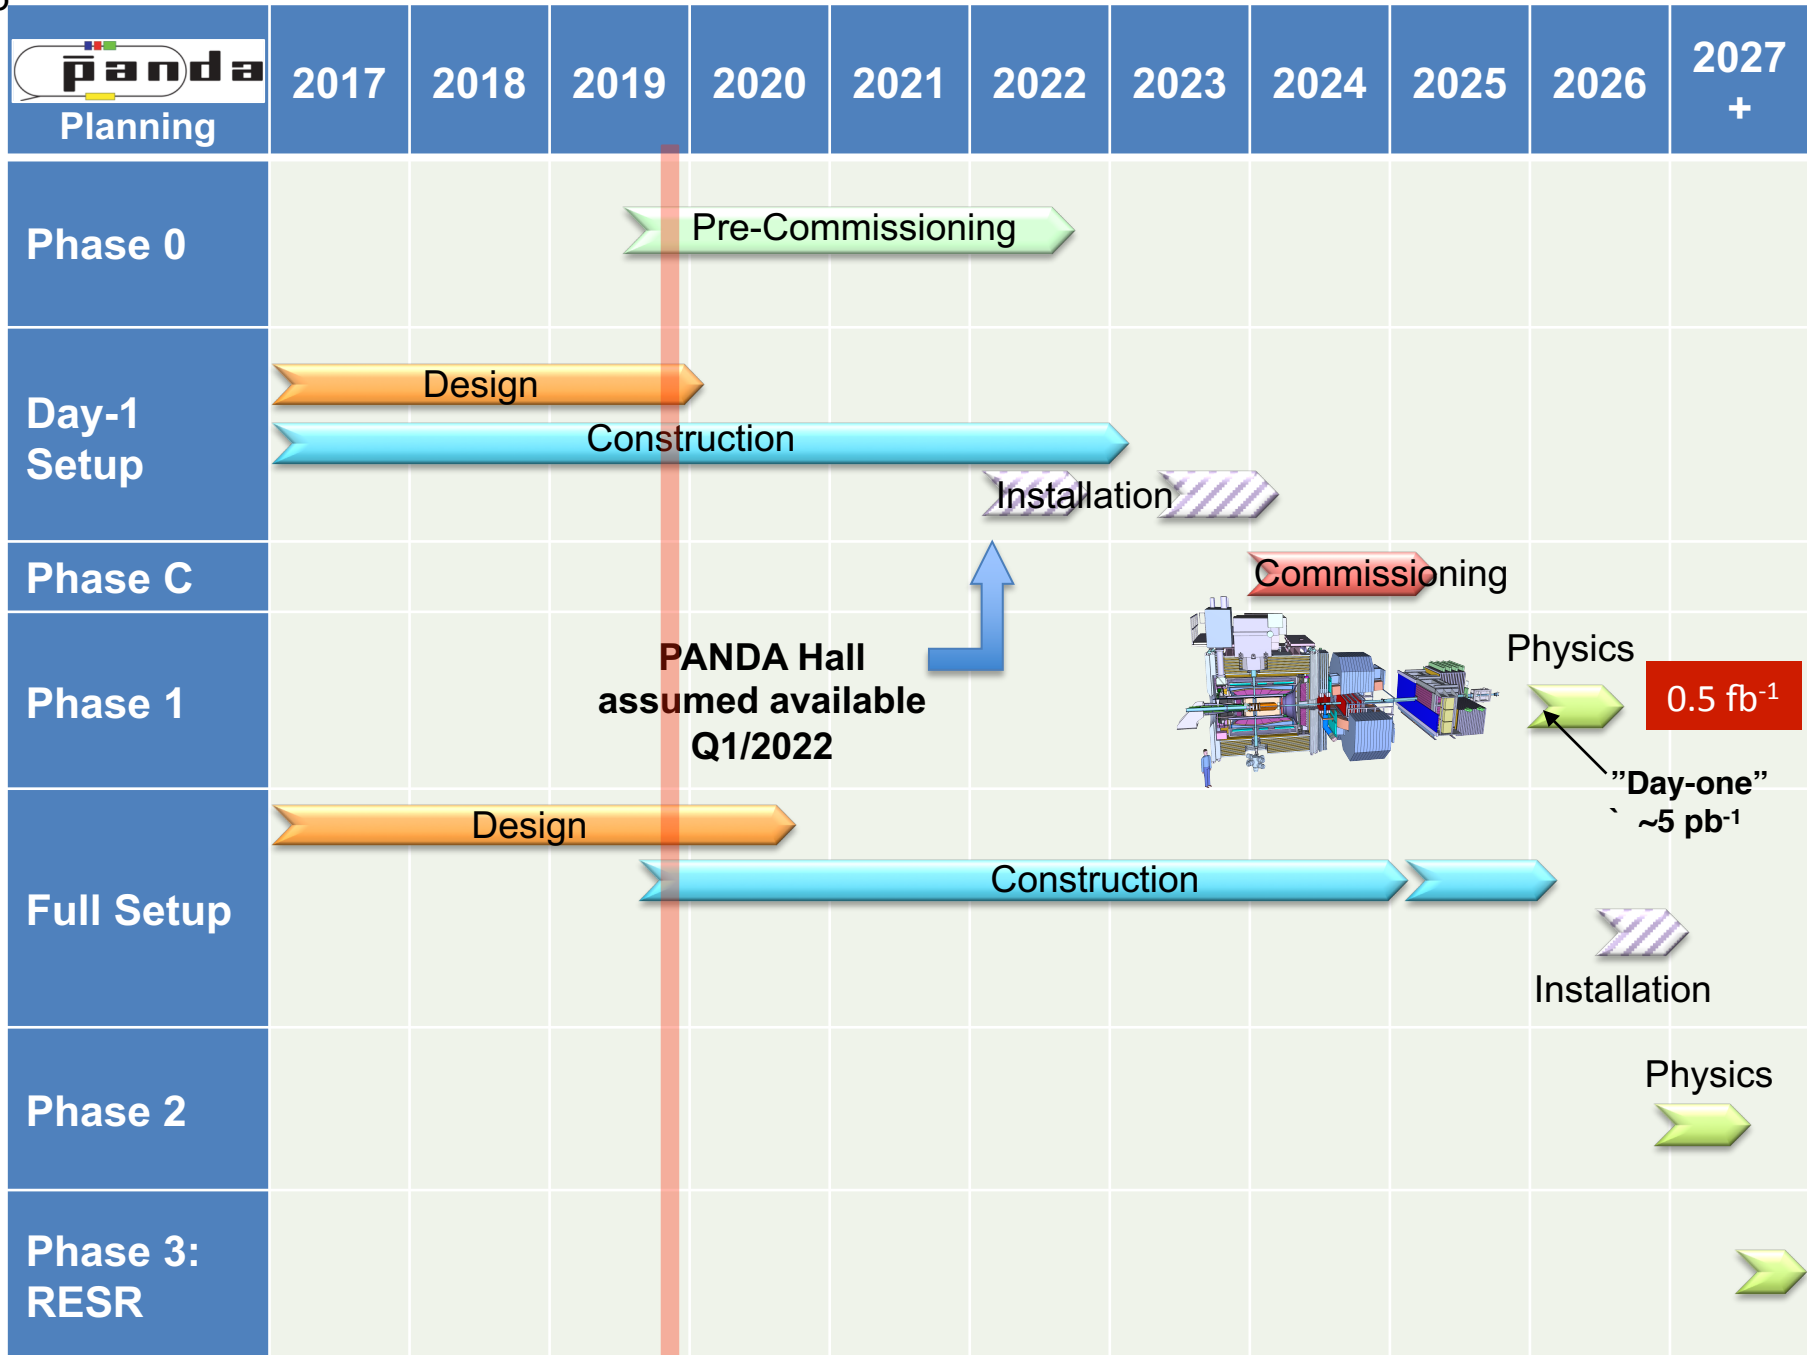 p̄anda
Planning
2017 2018 2019 2020 2021 2022 2023 2024 2025 2026 2027
+
Phase 0
Pre-Commissioning
Day-1
Setup
Design
Construction
Installation
Phase C
Commissioning
Phase 1
PANDA Hall
assumed available
Q1/2022
Physics
0.5 fb⁻¹
”Day-one”
` ~5 pb⁻¹
Full Setup
Design
Construction
Installation
Phase 2
Physics
Phase 3:
RESR